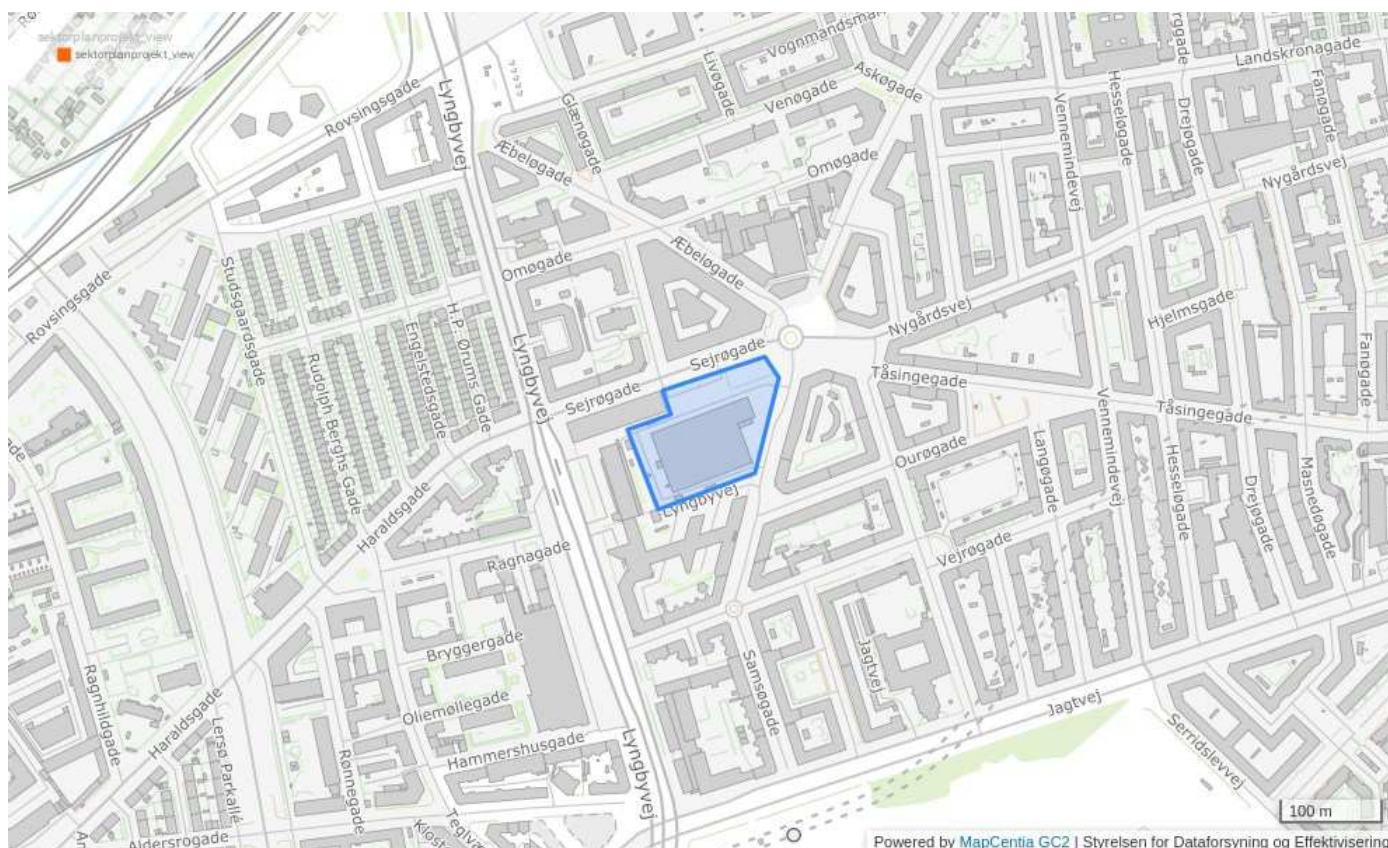 sektorplanprojekt_view
sektorplanprojekt_view
Rovsingsgade
Lyngbyvej
Glænøgade
Livøgade
Vognmandsmar
Venøgade
Askøgade
Landskronagade
Hesseløgade
Drejøgade
Fanøgade
Vennemindevej
Æbeløgade
Omøgade
Nygårdsvej
Æbeløgade
Omøgade
Studsgaardsgade
Rovsingsgade
H.P. Ørums Gade
Engelstedsgade
Rudolph Berghs Gade
Lyngbyvej
Sejrøgade
Sejrøgade
Nygårdsvej
Hjelmsgade
Fanøgade
Tåsingegade
Tåsingegade
Ourøgade
Langøgade
Vennemindevej
Hesseløgade
Drejøgade
Masnedøgade
Lyngbyvej
Haraldsgade
Ragnagade
Vejrøgade
Bryggergade
Jagtvej
Samsøgade
Ragnhildgade
Haraldsgade
Oliemøllegade
Lersø Parkallé
Hammershusgade
Rønnegade
Lyngbyvej
Jagtvej
Serridslevvej
Aldersrogade
100 m
Powered by MapCentia GC2 | Styrelsen for Dataforsyning og Effektivisering